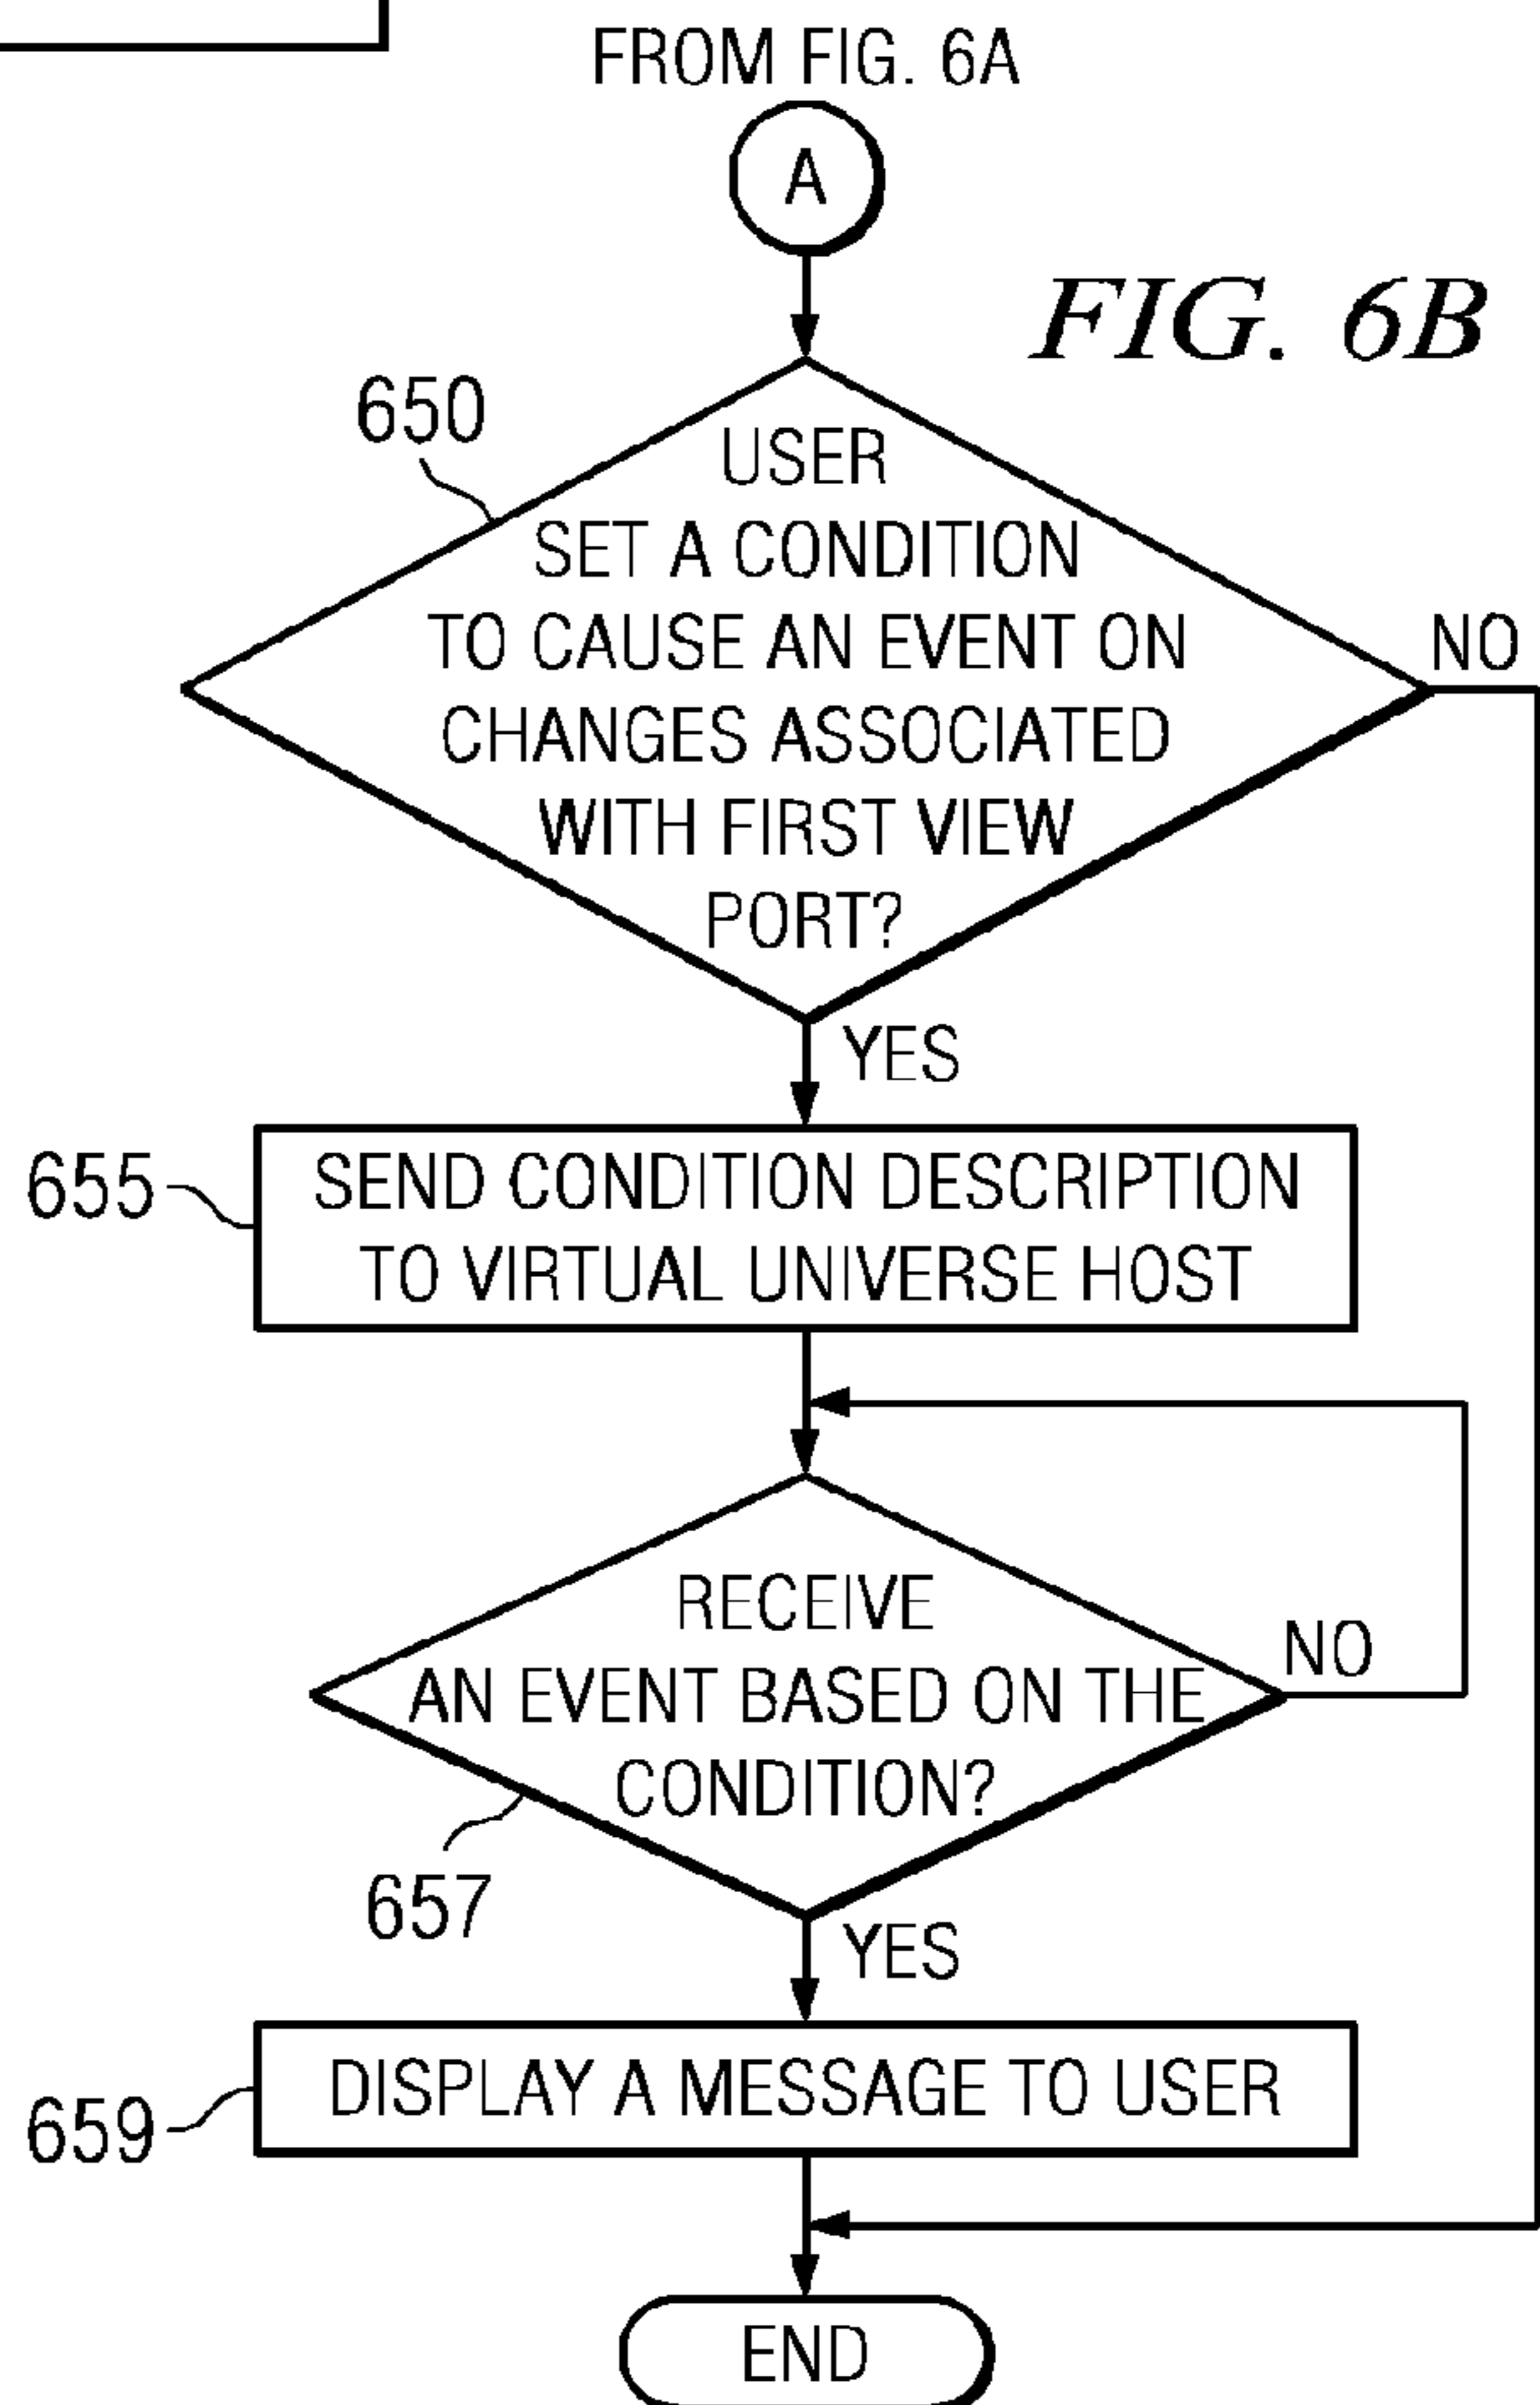 FROM FIG. 6A
A
FIG. 6B
650
USER
SET A CONDITION
TO CAUSE AN EVENT ON
CHANGES ASSOCIATED
WITH FIRST VIEW
PORT?
NO
YES
655
SEND CONDITION DESCRIPTION
TO VIRTUAL UNIVERSE HOST
RECEIVE
AN EVENT BASED ON THE
CONDITION?
NO
657
YES
659
DISPLAY A MESSAGE TO USER
END